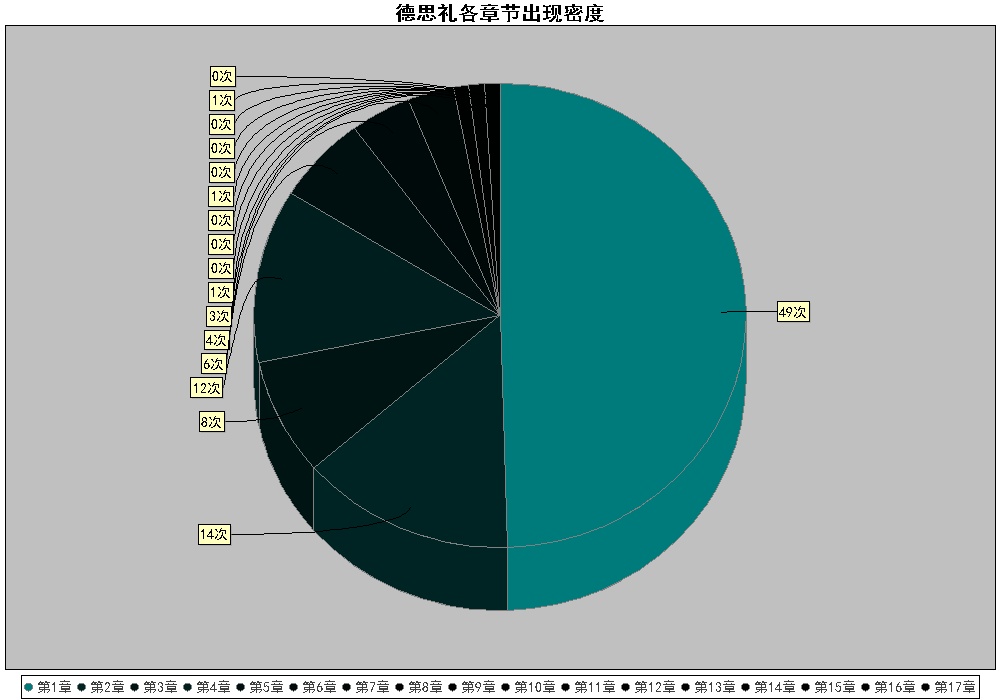 德思礼各章节出现密度
0次
1次
0次
0次
0次
1次
0次
0次
0次
1次
3次
4次
6次
12次
8次
14次
49次
第1章 第2章 第3章 第4章 第5章 第6章 第7章 第8章 第9章 第10章 第11章 第12章 第13章 第14章 第15章 第16章 第17章